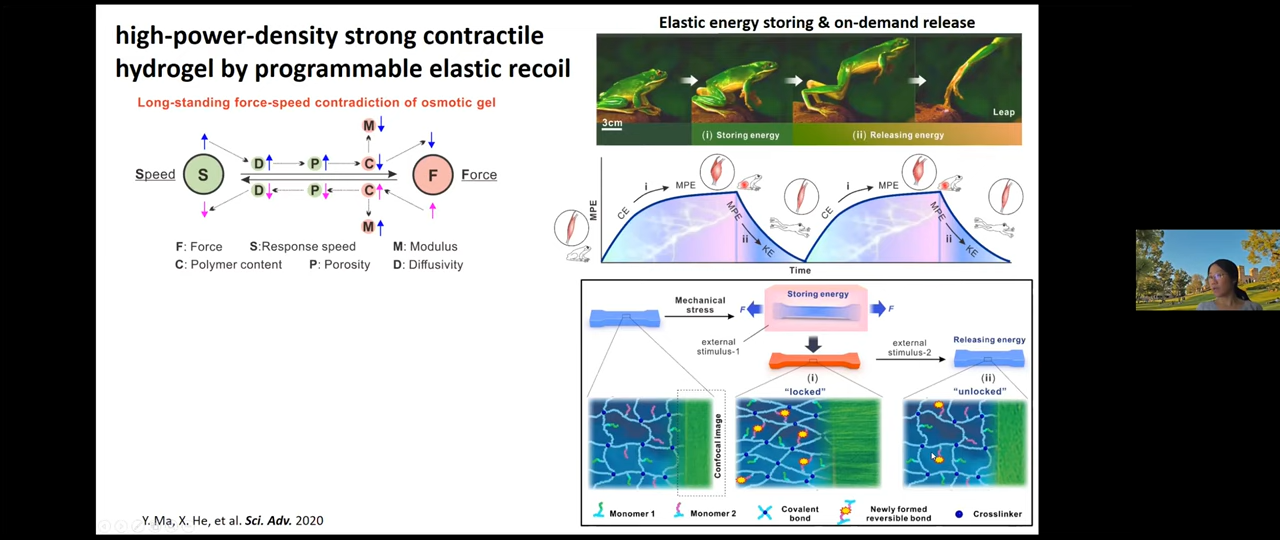 high-power-density strong contractile
hydrogel by programmable elastic recoil
Long-standing force-speed contradiction of osmotic gel
M
Speed
S
D
P
C
F
Force
D
P
C
M
F: Force S:Response speed M: Modulus
C: Polymer content P: Porosity D: Diffusivity
Y. Ma, X. He, et al. Sci. Adv. 2020
Elastic energy storing & on-demand release
3cm
(i) Storing energy
(ii) Releasing energy
Leap
MPE
CE
i
MPE
MPE
ii
KE
CE
i
MPE
MPE
ii
KE
Time
Mechanical
stress
Storing energy
F
F
external
stimulus-1
external
stimulus-2
Releasing energy
(i)
"locked"
(ii)
"unlocked"
Confocal image
Monomer 1
Monomer 2
Covalent
bond
Newly formed
reversible bond
Crosslinker